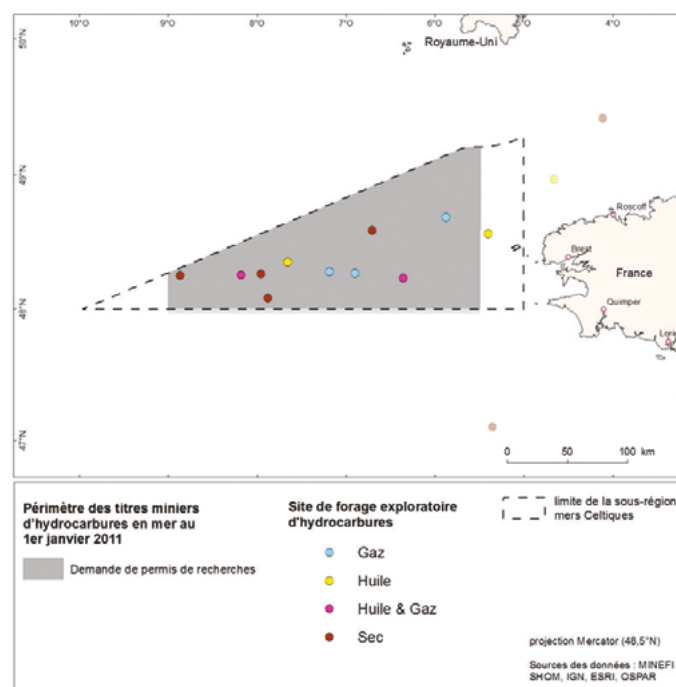 10°O
9°O
8°O
7°O
6°O
5°O
4°O
50°N
Royaume-Uni
49°N
Roscoff
Brest
France
48°N
Quimper
Lorie
47°N
0 50 100 km
Périmètre des titres miniers
d'hydrocarbures en mer au
1er janvier 2011
Demande de permis de recherches
Site de forage exploratoire
d'hydrocarbures
Gaz
Huile
Huile & Gaz
Sec
limite de la sous-région
mers Celtiques
projection Mercator (48,5°N)
Sources des données : MINEFI
SHOM, IGN, ESRI, OSPAR